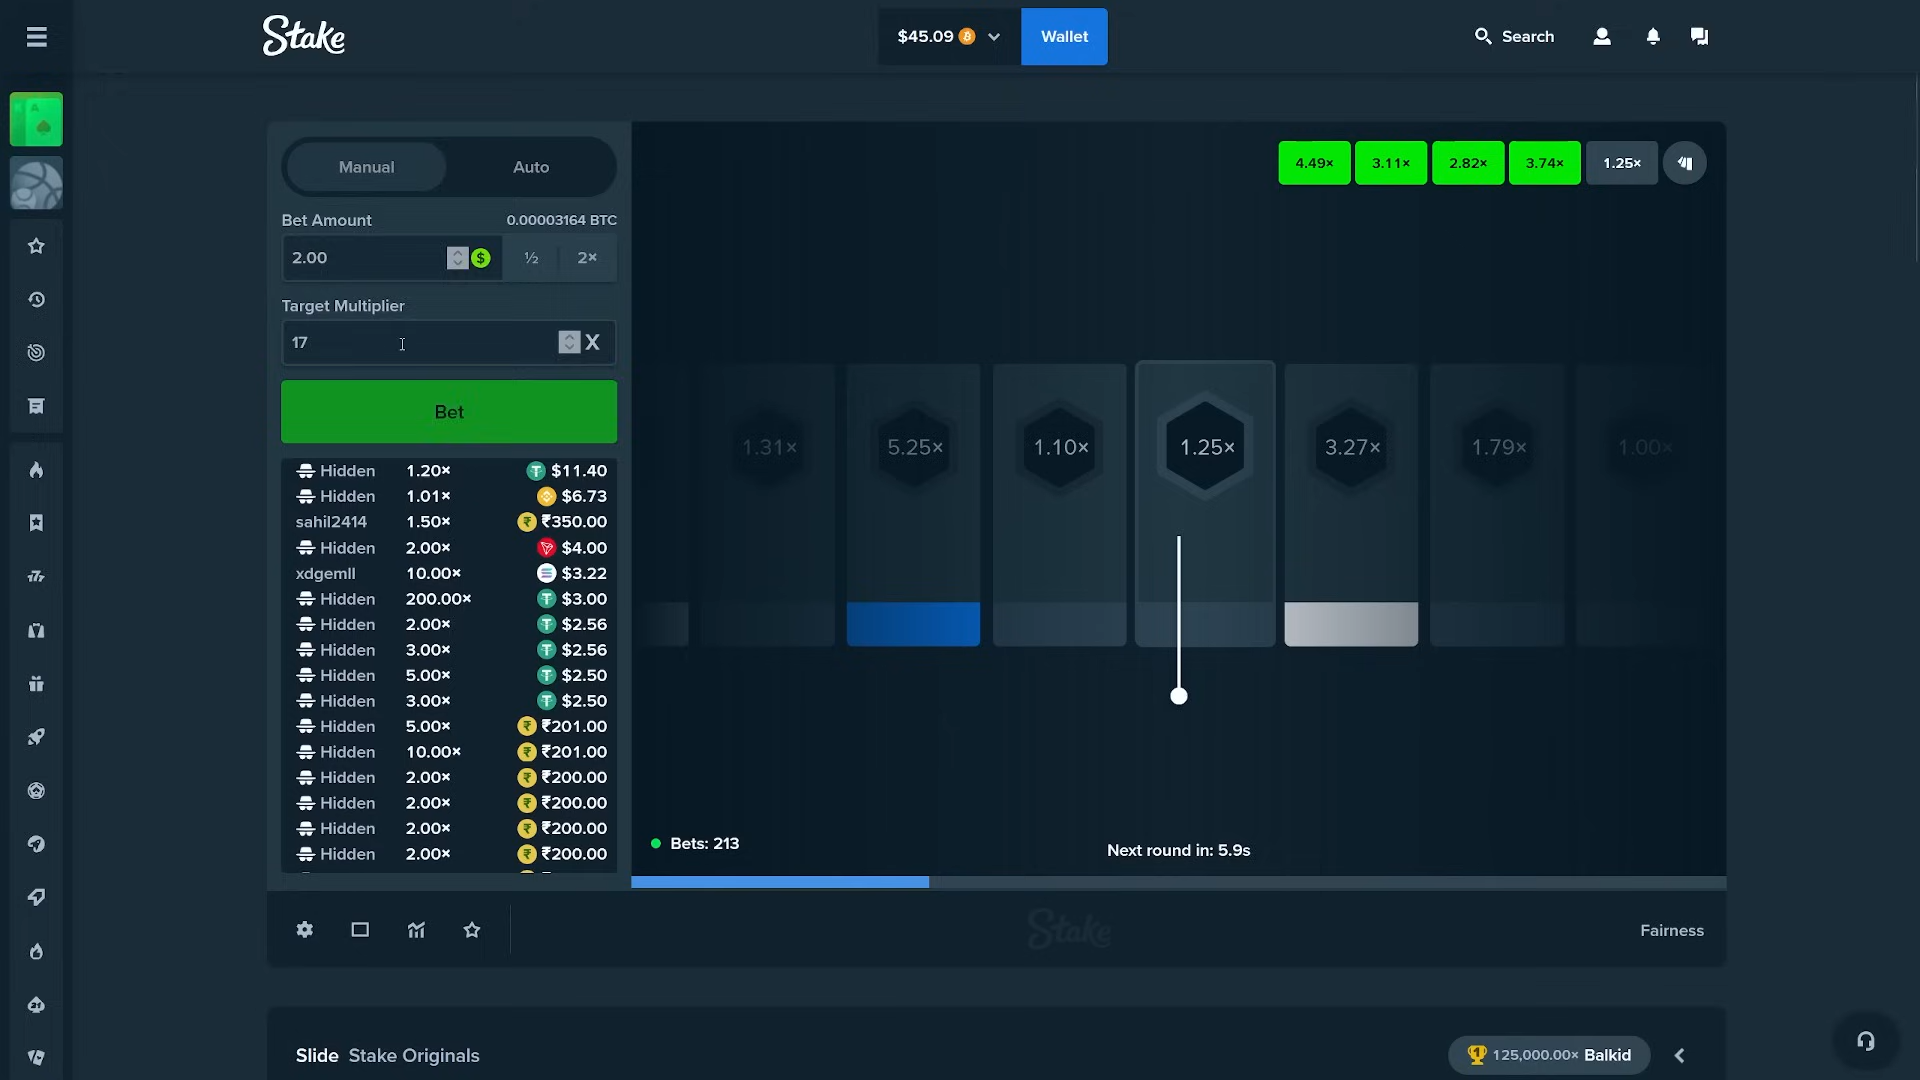 Stake
$45.09
Wallet
Search
Manual
Auto
4.49×
3.11×
2.82×
3.74×
1.25×
Bet Amount
0.00003164 BTC
2.00
$
½
2×
Target Multiplier
17
X
Bet
1.31×
5.25×
1.10×
1.25×
3.27×
1.79×
1.00×
Hidden 1.20× $11.40
Hidden 1.01× $6.73
sahil2414 1.50× ₹350.00
Hidden 2.00× $4.00
xdgemll 10.00× $3.22
Hidden 200.00× $3.00
Hidden 2.00× $2.56
Hidden 3.00× $2.56
Hidden 5.00× $2.50
Hidden 3.00× $2.50
Hidden 5.00× ₹201.00
Hidden 10.00× ₹201.00
Hidden 2.00× ₹200.00
Hidden 2.00× ₹200.00
Hidden 2.00× ₹200.00
Hidden 2.00× ₹200.00
Bets: 213
Next round in: 5.9s
Stake
Fairness
Slide Stake Originals
125,000.00× Balkid